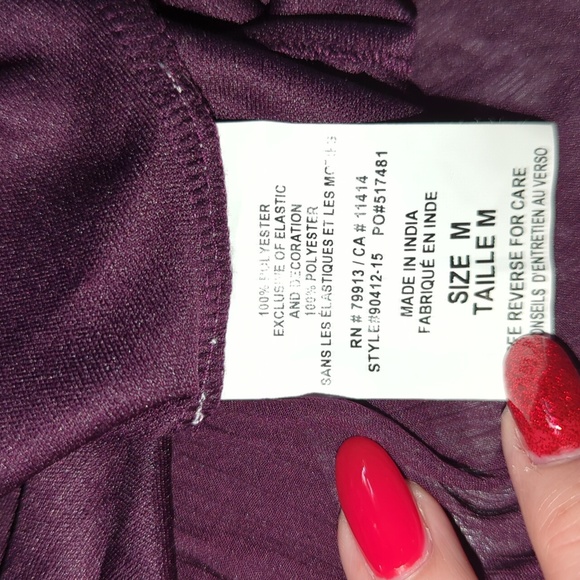 100% POLYESTER
EXCLUSIVE OF ELASTIC
AND DECORATION
100% POLYESTER
SANS LES ÉLASTIQUES ET LES
RN # 79913 / CA # 11414
STYLE#90412-15 PO#517481
MADE IN INDIA
FABRIQUÉ EN INDE
SIZE M
TAILLE M
REVERSE FOR CARE
D'ENTRETIEN AU VERSO